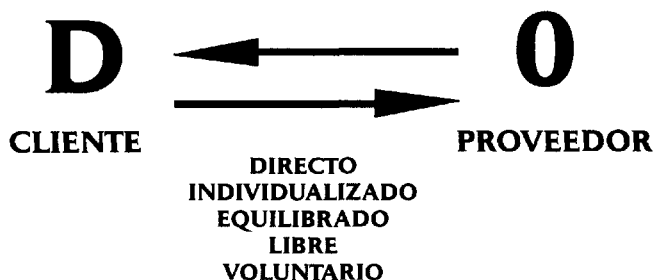 D 0
CLIENTE PROVEEDOR
DIRECTO
INDIVIDUALIZADO
EQUILIBRADO
LIBRE
VOLUNTARIO